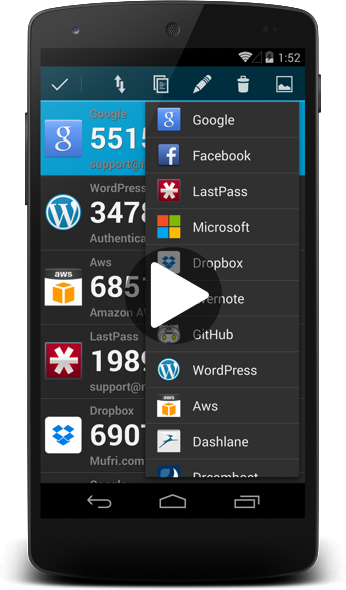 1:52
Google
5515
support@
WordPress
3478
Authentica
Aws
aws
685
Amazon A
LastPass
1989
support@
Dropbox
6907
Mufri.com
Google
Facebook
LastPass
Microsoft
Dropbox
GitHub
WordPress
aws
Aws
Dashlane